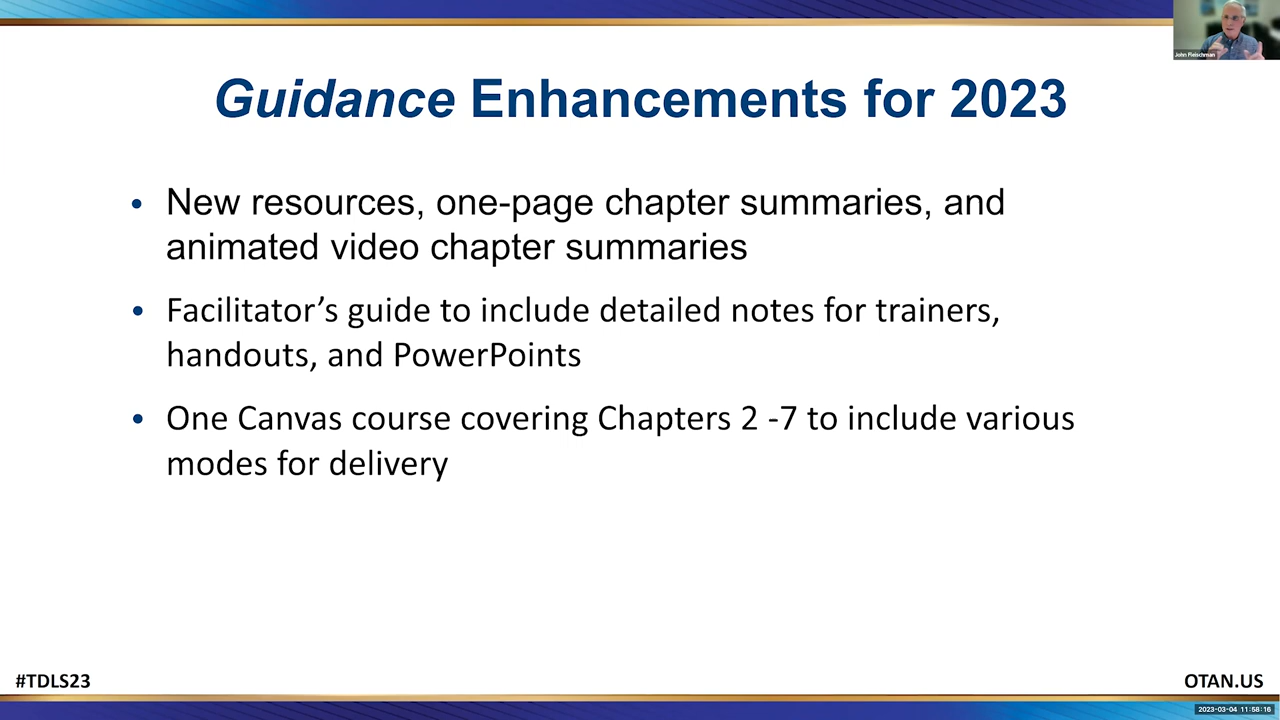 John Fleischman
Guidance Enhancements for 2023
• New resources, one-page chapter summaries, and
animated video chapter summaries
• Facilitator’s guide to include detailed notes for trainers,
handouts, and PowerPoints
• One Canvas course covering Chapters 2 -7 to include various
modes for delivery
#TDLS23
OTAN.US
2023-03-04 11:58:16